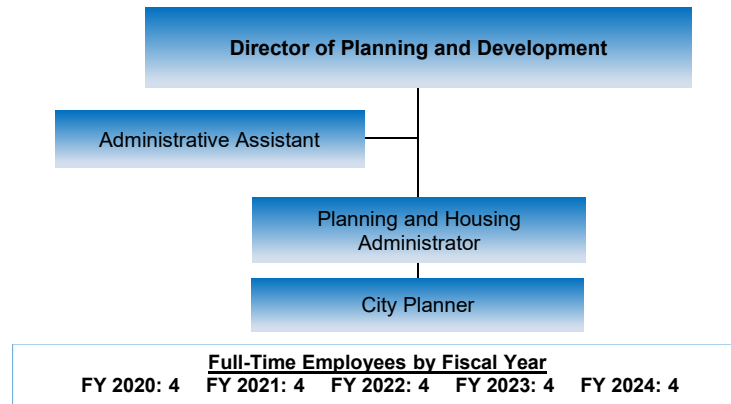 Director of Planning and Development
Administrative Assistant
Planning and Housing
Administrator
City Planner
Full-Time Employees by Fiscal Year
FY 2020: 4 FY 2021: 4 FY 2022: 4 FY 2023: 4 FY 2024: 4